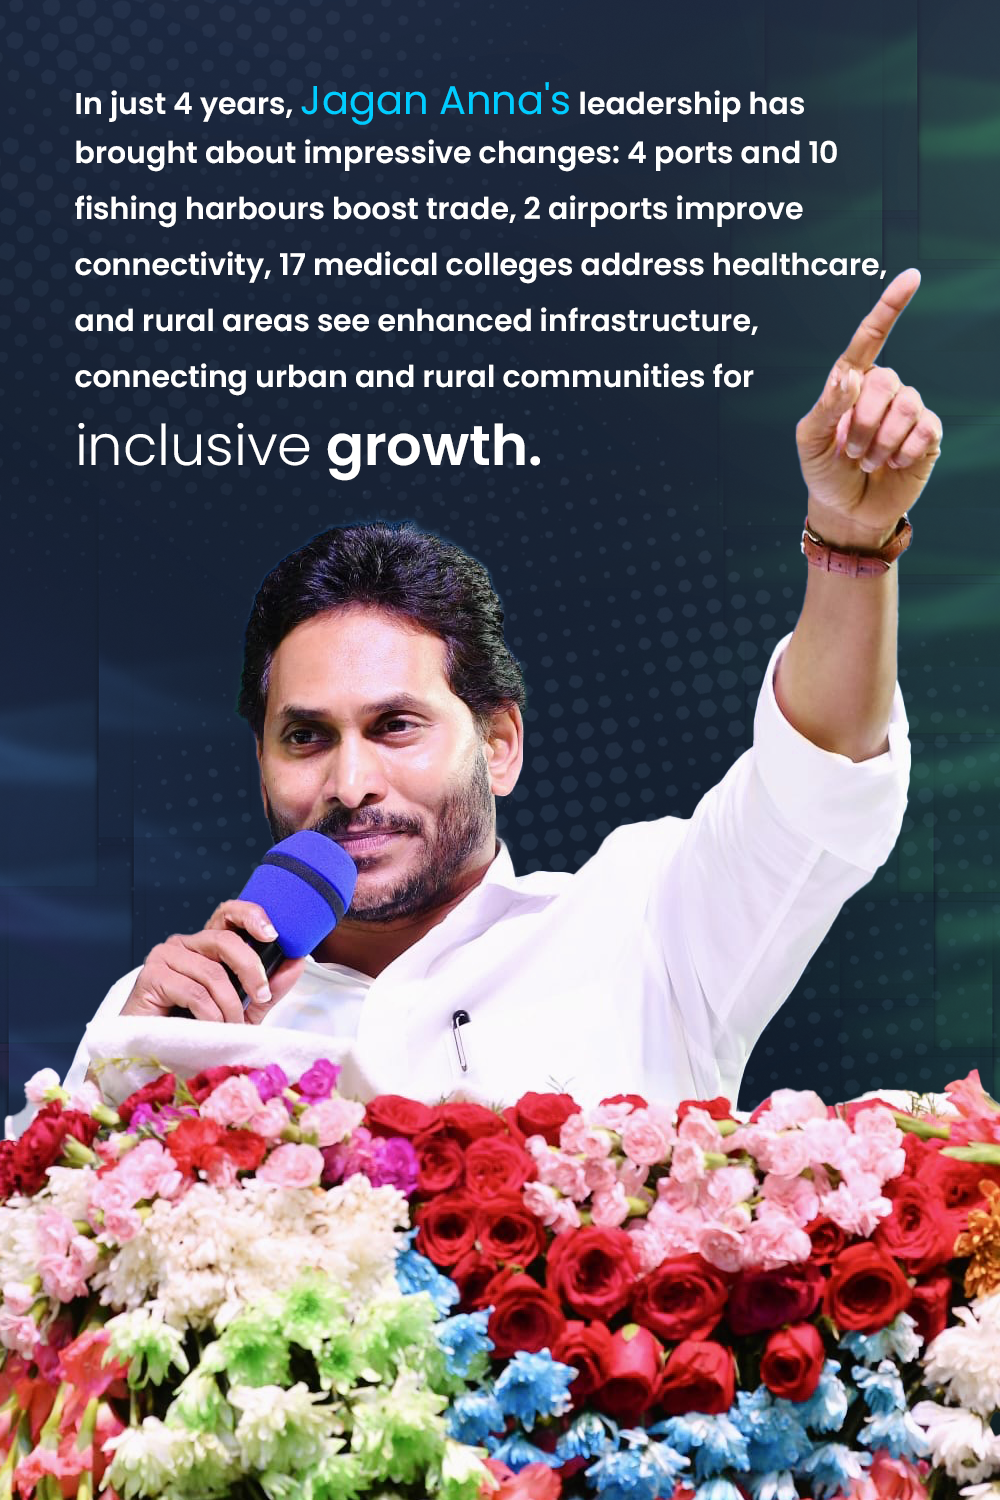 In just 4 years, Jagan Anna's leadership has
brought about impressive changes: 4 ports and 10
fishing harbours boost trade, 2 airports improve
connectivity, 17 medical colleges address healthcare,
and rural areas see enhanced infrastructure,
connecting urban and rural communities for
inclusive growth.